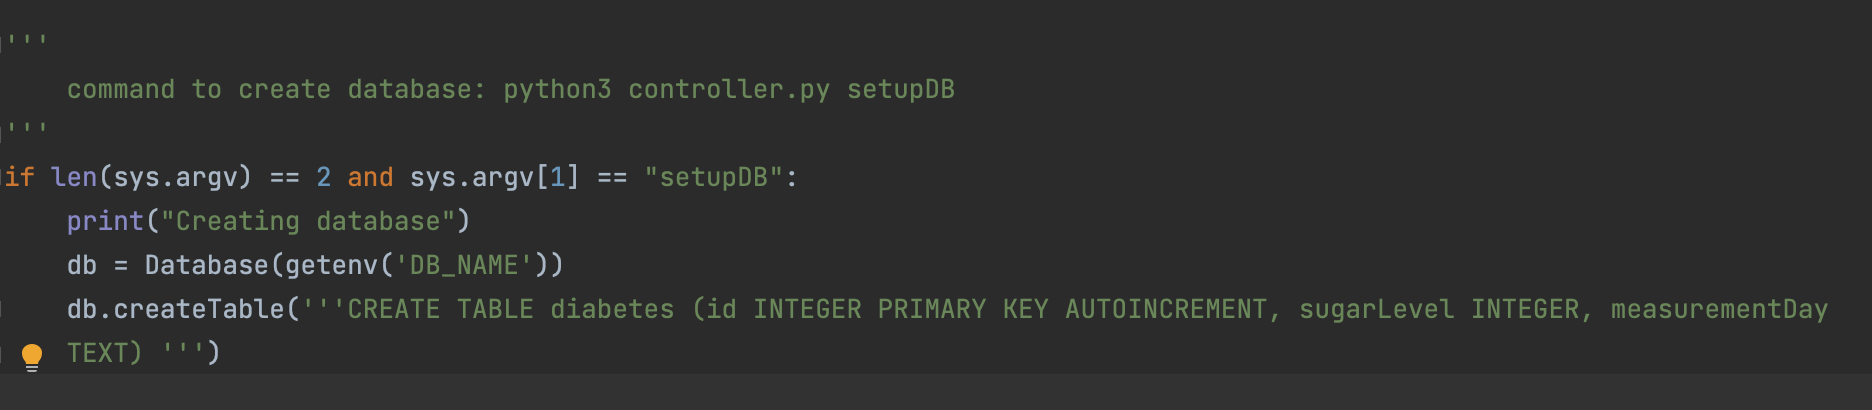 '''
command to create database: python3 controller.py setupDB
'''
if len(sys.argv) == 2 and sys.argv[1] == "setupDB":
print("Creating database")
db = Database(getenv('DB_NAME'))
db.createTable('''CREATE TABLE diabetes (id INTEGER PRIMARY KEY AUTOINCREMENT, sugarLevel INTEGER, measurementDay
TEXT) ''')